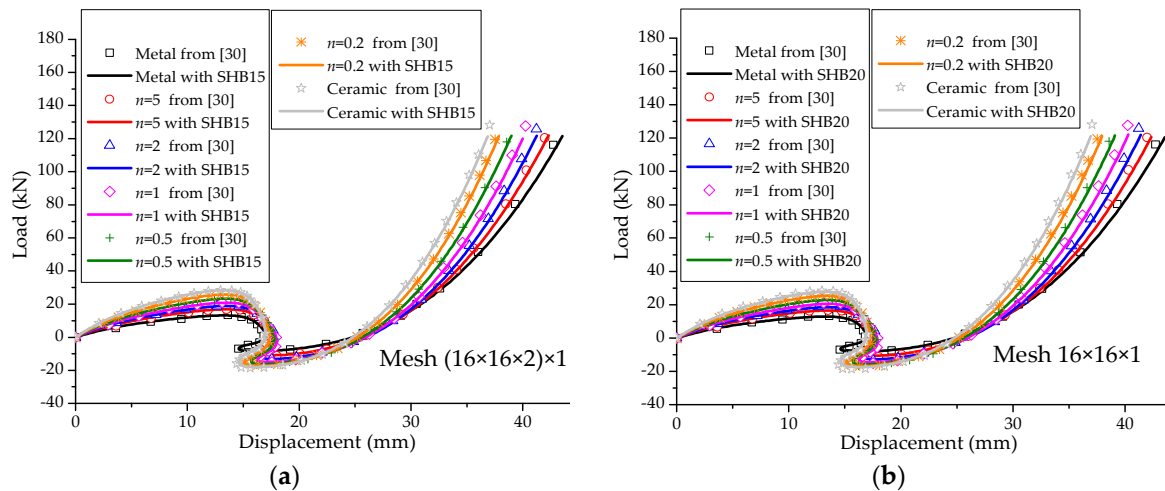 180
160
140
120
100
80
60
40
20
0
-20
-40
Load (kN)
Metal from [30]
Metal with SHB15
n=5 from [30]
n=5 with SHB15
n=2 from [30]
n=2 with SHB15
n=1 from [30]
n=1 with SHB15
n=0.5 from [30]
n=0.5 with SHB15
n=0.2 from [30]
n=0.2 with SHB15
Ceramic from [30]
Ceramic with SHB15
Mesh (16×16×2)×1
0 10 20 30 40
Displacement (mm)
(a)
180
160
140
120
100
80
60
40
20
0
-20
-40
Load (kN)
Metal from [30]
Metal with SHB20
n=5 from [30]
n=5 with SHB20
n=2 from [30]
n=2 with SHB20
n=1 from [30]
n=1 with SHB20
n=0.5 from [30]
n=0.5 with SHB20
n=0.2 from [30]
n=0.2 with SHB20
Ceramic from [30]
Ceramic with SHB20
Mesh 16×16×1
0 10 20 30 40
Displacement (mm)
(b)